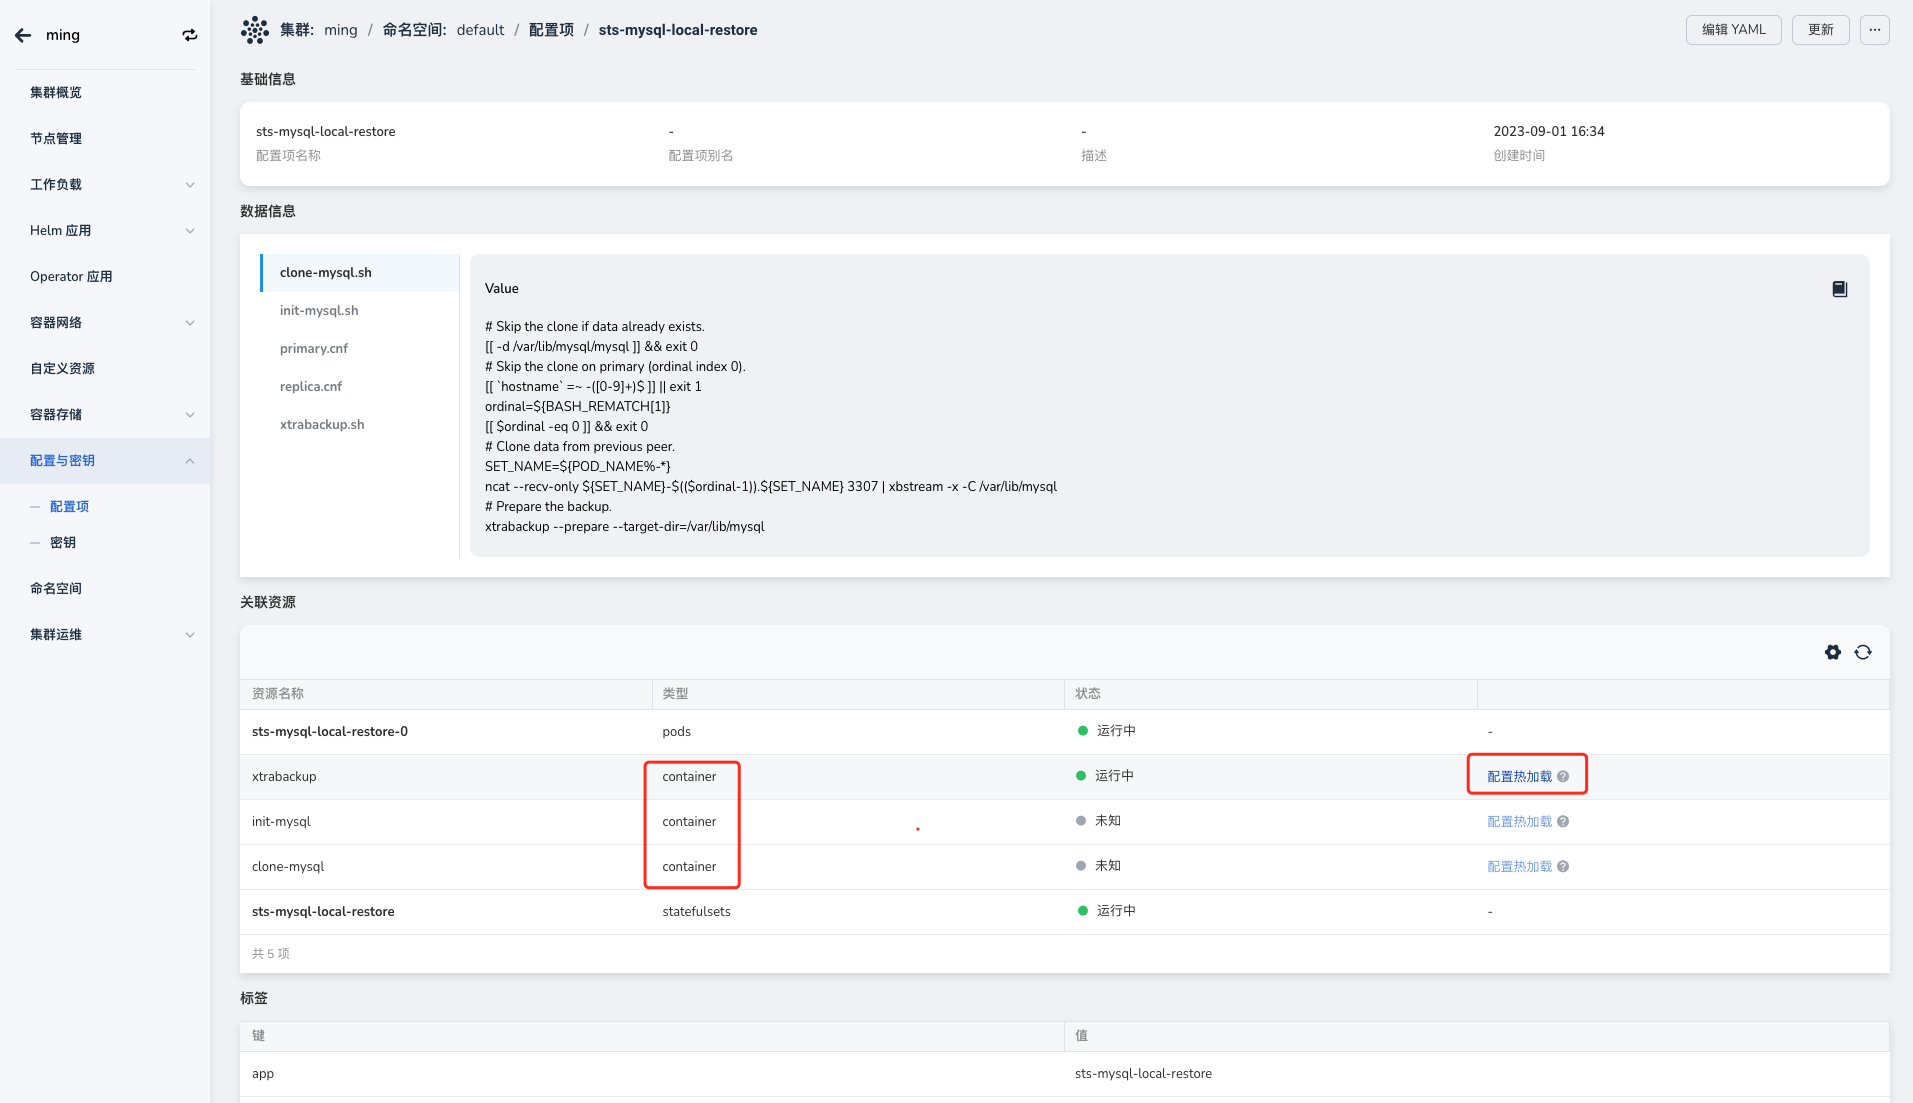 ming
集群概览
节点管理
工作负载
Helm 应用
Operator 应用
容器网络
自定义资源
容器存储
配置与密钥
配置项
密钥
命名空间
集群运维
集群: ming / 命名空间: default / 配置项 / sts-mysql-local-restore
编辑 YAML
更新
基础信息
sts-mysql-local-restore - - 2023-09-01 16:34
配置项名称 配置项别名 描述 创建时间
数据信息
clone-mysql.sh
init-mysql.sh
primary.cnf
replica.cnf
xtrabackup.sh
Value
# Skip the clone if data already exists.
[[ -d /var/lib/mysql/mysql ]] && exit 0
# Skip the clone on primary (ordinal index 0).
[[ `hostname` =~ -([0-9]+)$ ]] || exit 1
ordinal=${BASH_REMATCH[1]}
[[ $ordinal -eq 0 ]] && exit 0
# Clone data from previous peer.
SET_NAME=${POD_NAME%-*}
ncat --recv-only ${SET_NAME}-$(($ordinal-1)).${SET_NAME} 3307 | xbstream -x -C /var/lib/mysql
# Prepare the backup.
xtrabackup --prepare --target-dir=/var/lib/mysql
关联资源
资源名称 类型 状态
sts-mysql-local-restore-0 pods 运行中 -
xtrabackup container 运行中 配置热加载 ?
init-mysql container 未知 配置热加载 ?
clone-mysql container 未知 配置热加载 ?
sts-mysql-local-restore statefulsets 运行中 -
共 5 项
标签
键 值
app sts-mysql-local-restore